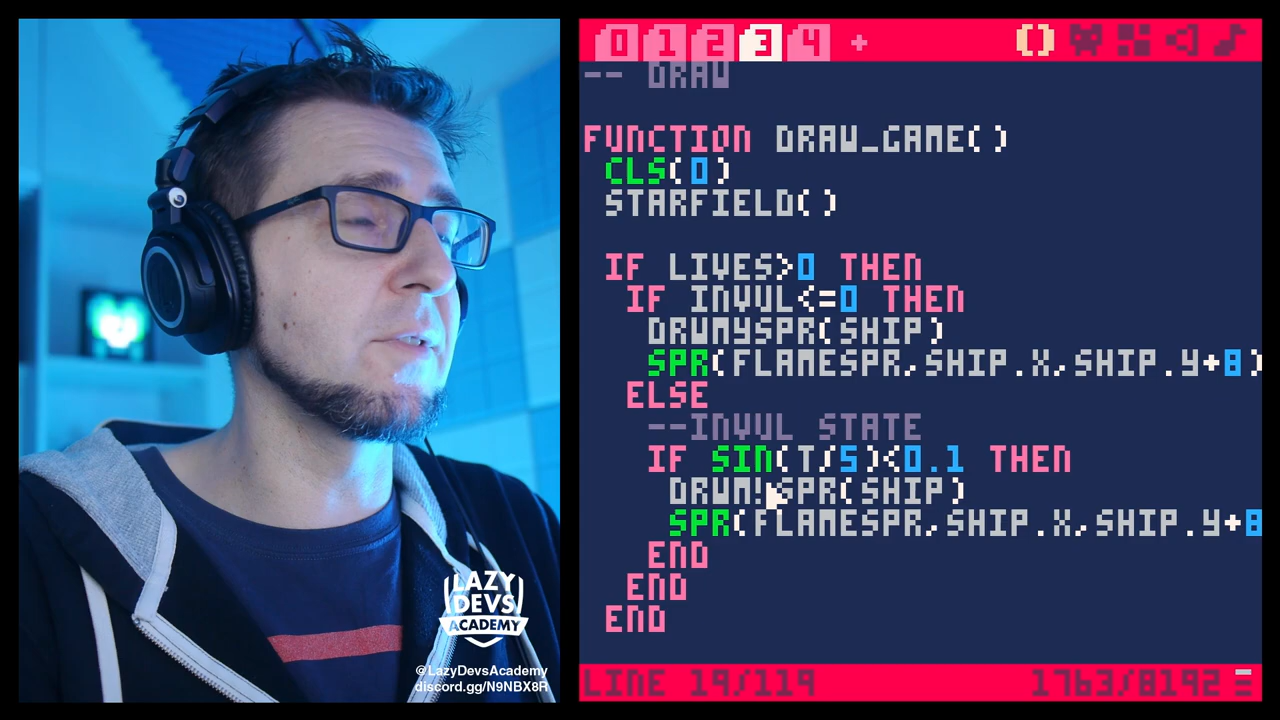 LAZY
DEVS
ACADEMY
@LazyDevsAcademy
discord.gg/N9NBX8R
0 1 2 3 4 +
-- DRAW
FUNCTION DRAW_GAME()
CLS(0)
STARFIELD()
IF LIVES>0 THEN
IF INVUL<=0 THEN
DRWMYSPR(SHIP)
SPR(FLAMESPR,SHIP.X,SHIP.Y+8)
ELSE
--INVUL STATE
IF SIN(T/5)<0.1 THEN
DRWMYSPR(SHIP)
SPR(FLAMESPR,SHIP.X,SHIP.Y+8
END
END
END
LINE 19/119
1763/8192